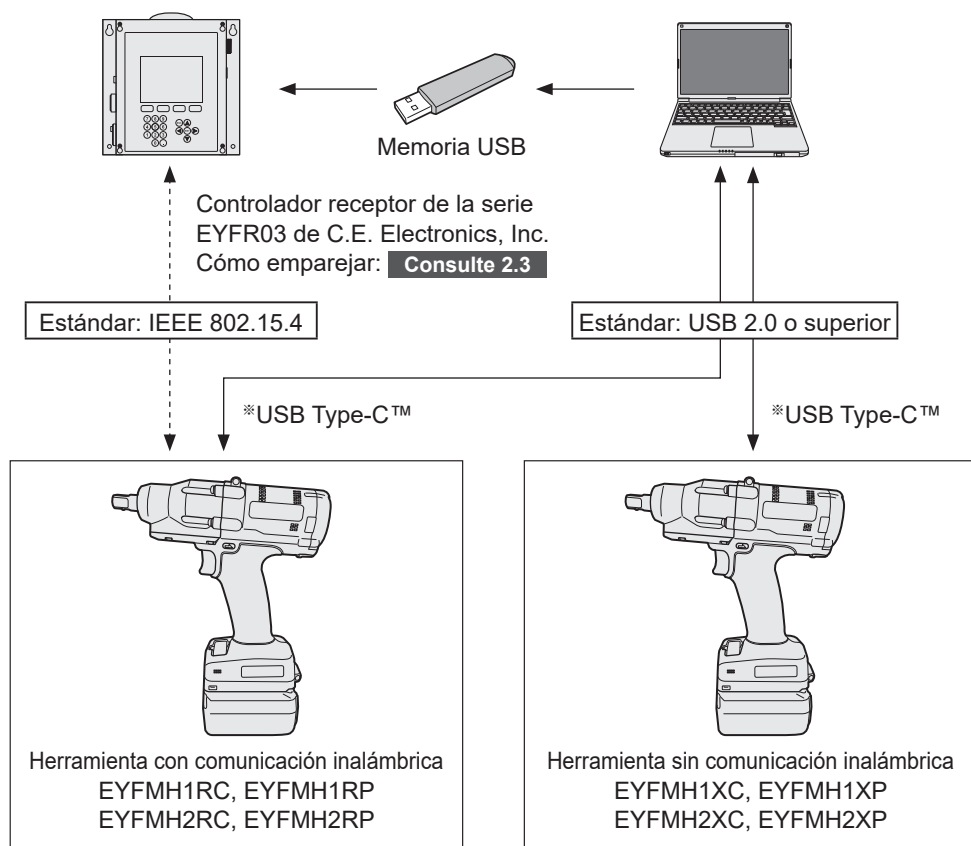 Memoria USB
Controlador receptor de la serie
EYFR03 de C.E. Electronics, Inc.
Cómo emparejar: Consulte 2.3
Estándar: IEEE 802.15.4
Estándar: USB 2.0 o superior
※USB Type-C™
※USB Type-C™
Herramienta con comunicación inalámbrica
EYFMH1RC, EYFMH1RP
EYFMH2RC, EYFMH2RP
Herramienta sin comunicación inalámbrica
EYFMH1XC, EYFMH1XP
EYFMH2XC, EYFMH2XP